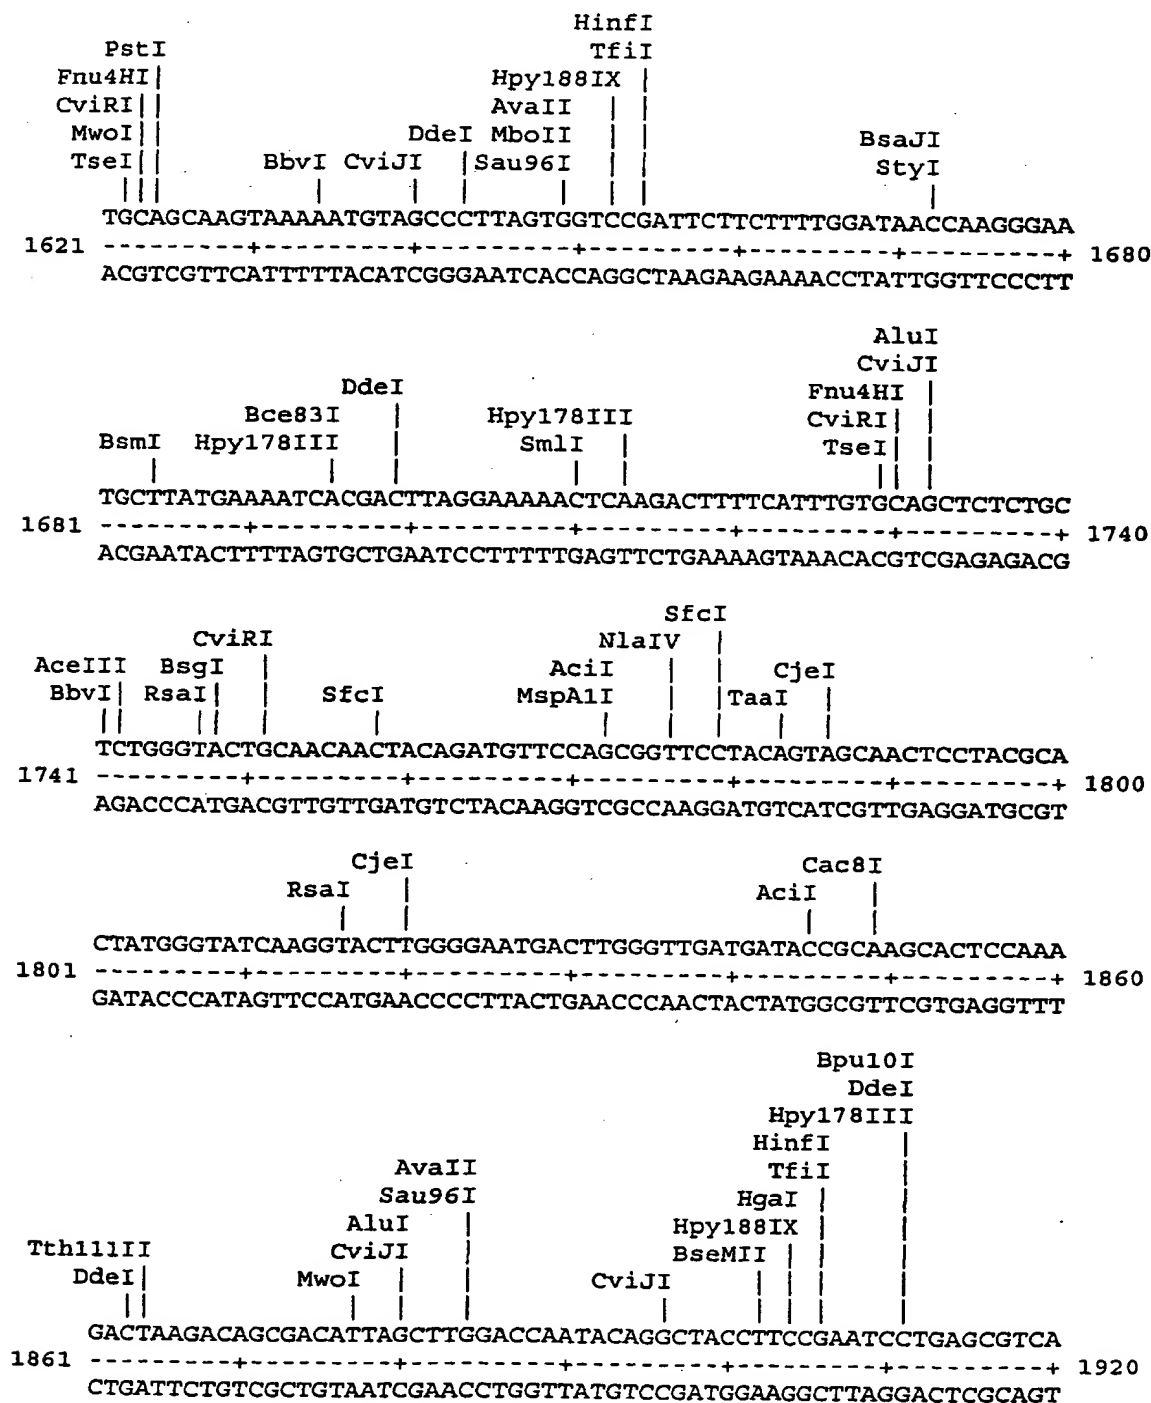 HinfI
PstI TfiI
Fnu4HI Hpy188IX
CviRI AvaII
MwoI DdeI MboII BsaJI
TseI BbvI CviJI Sau96I StyI
TGCAGCAAGTAAAAATGTAGCCCTTAGTGGTCCGATTCTTCTTTTGGATAACCAAGGGAA
1621 ---------+---------+---------+---------+---------+---------+ 1680
ACGTCGTTCATTTTTACATCGGGAATCACCAGGCTAAGAAGAAAACCTATTGGTTCCCTT
AluI
CviJI
DdeI Fnu4HI
Bce83I Hpy178III CviRI
BsmI Hpy178III SmlI TseI
TGCTTATGAAAATCACGACTTAGGAAAAACTCAAGACTTTTCATTTGTGCAGCTCTCTGC
1681 ---------+---------+---------+---------+---------+---------+ 1740
ACGAATACTTTTAGTGCTGAATCCTTTTTGAGTTCTGAAAAGTAAACACGTCGAGAGACG
SfcI
CviRI NlaIV
AceIII BsgI AciI CjeI
BbvI RsaI SfcI MspA1I TaaI
TCTGGGTACTGCAACAACTACAGATGTTCCAGCGGTTCCTACAGTAGCAACTCCTACGCA
1741 ---------+---------+---------+---------+---------+---------+ 1800
AGACCCATGACGTTGTTGATGTCTACAAGGTCGCCAAGGATGTCATCGTTGAGGATGCGT
CjeI Cac8I
RsaI AciI
CTATGGGTATCAAGGTACTTGGGGAATGACTTGGGTTGATGATACCGCAAGCACTCCAAA
1801 ---------+---------+---------+---------+---------+---------+ 1860
GATACCCATAGTTCCATGAACCCCTTACTGAACCCAACTACTATGGCGTTCGTGAGGTTT
Bpu10I
DdeI
Hpy178III
HinfI
AvaII TfiI
Sau96I HgaI
AluI Hpy188IX
Tth111II CviJI BseMII
DdeI MwoI CviJI
GACTAAGACAGCGACATTAGCTTGGACCAATACAGGCTACCTTCCGAATCCTGAGCGTCA
1861 ---------+---------+---------+---------+---------+---------+ 1920
CTGATTCTGTCGCTGTAATCGAACCTGGTTATGTCCGATGGAAGGCTTAGGACTCGCAGT